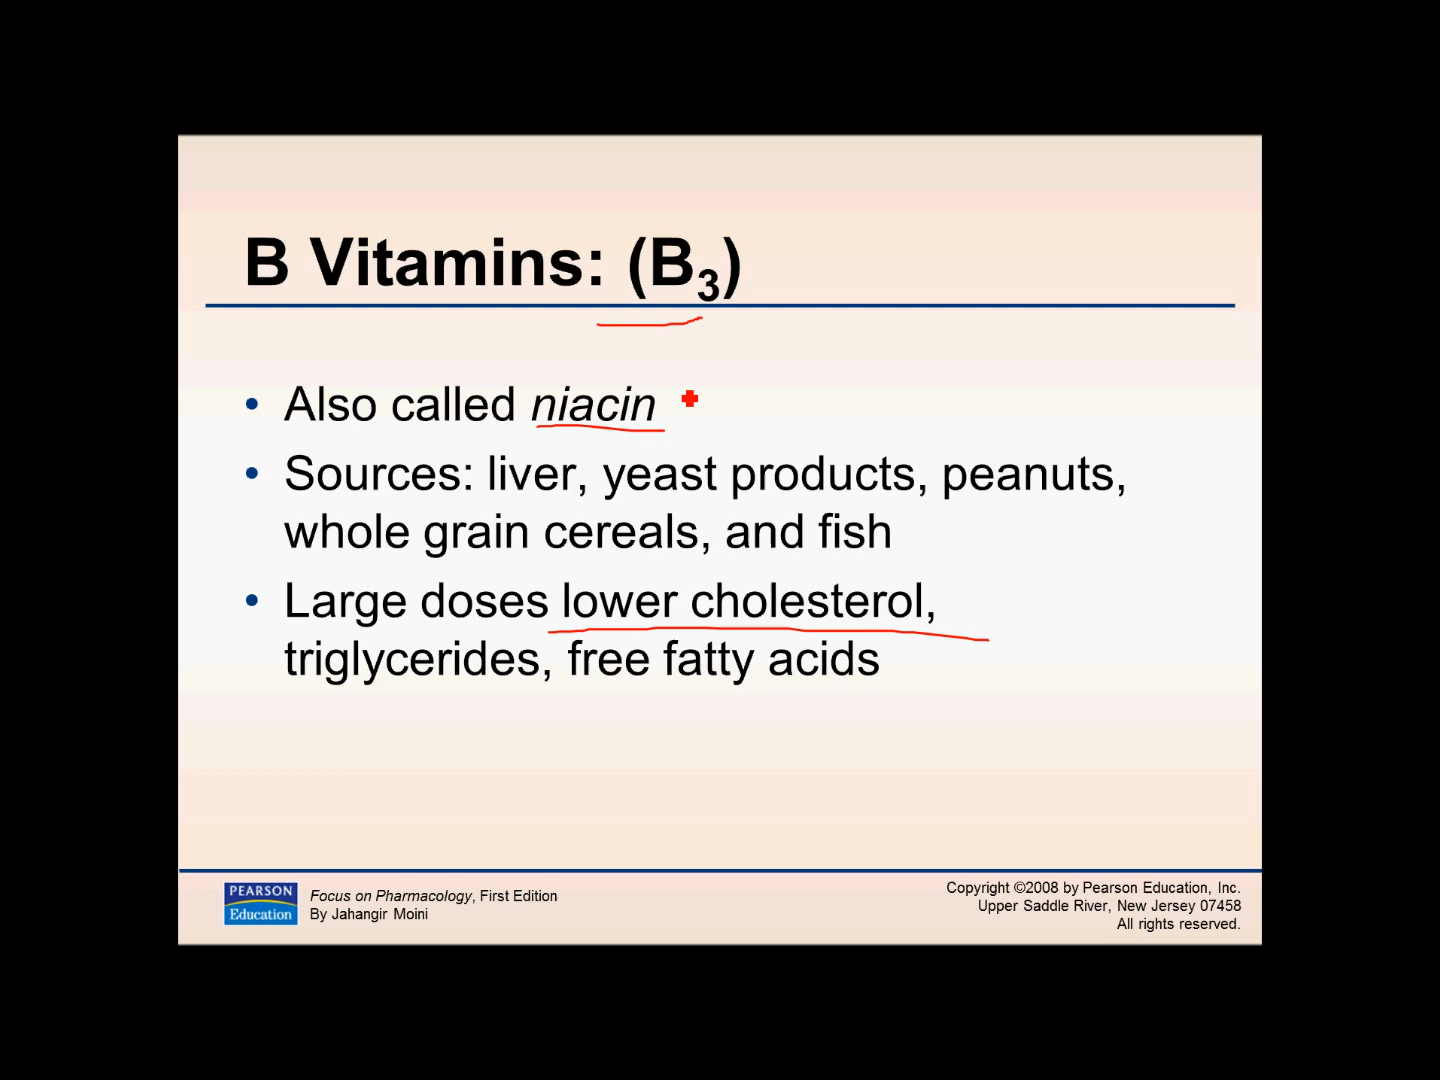 B Vitamins: (B₃)
• Also called niacin
• Sources: liver, yeast products, peanuts,
whole grain cereals, and fish
• Large doses lower cholesterol,
triglycerides, free fatty acids
PEARSON
Education
Focus on Pharmacology, First Edition
By Jahangir Moini
Copyright ©2008 by Pearson Education, Inc.
Upper Saddle River, New Jersey 07458
All rights reserved.